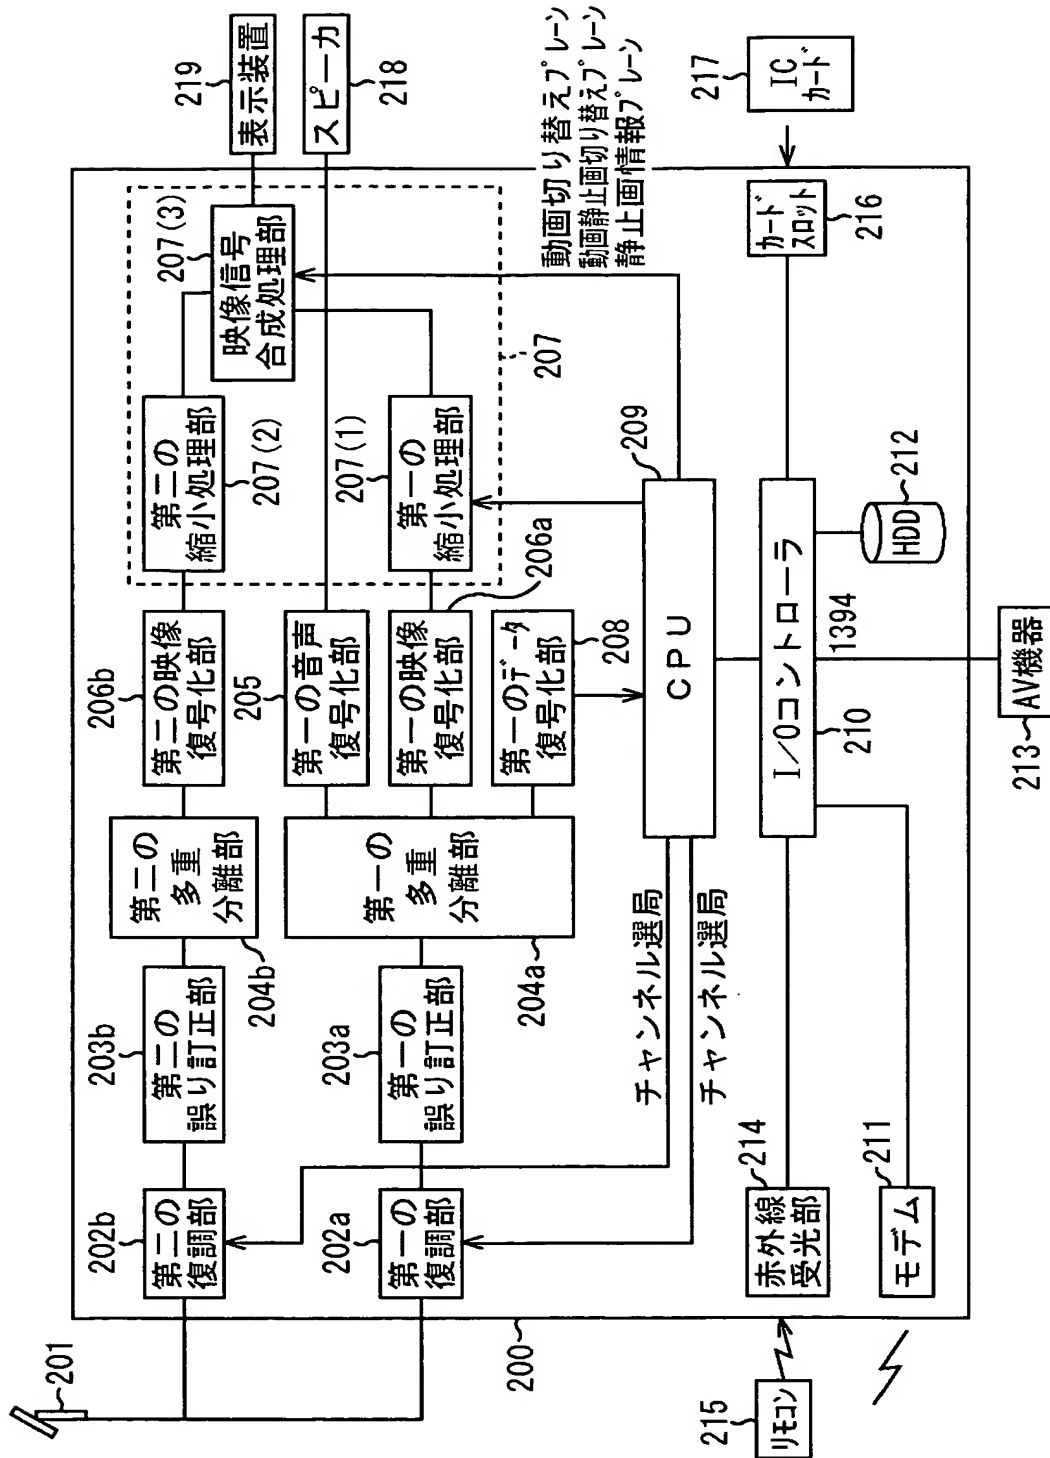 201
202b
第二の
復調部
203b
第二の
誤り訂正部
204b
第二の
多重
分離部
206b
第二の映像
復号化部
第二の
縮小処理部
207(2)
207(3)
映像信号
合成処理部
219
表示装置
スピーカ
218
205
第一の音声
復号化部
202a
第一の
復調部
203a
第一の
誤り訂正部
204a
第一の
多重
分離部
第一の映像
復号化部
206a
207(1)
第一の
縮小処理部
207
第一のデータ
復号化部
208
動画切り替えプレーン
動画静止画切り替えプレーン
静止画情報プレーン
チャンネル選局
チャンネル選局
CPU
209
200
215
リモコン
214
赤外線
受光部
211
モデム
I/Oコントローラ
210
1394
HDD
212
213
AV機器
カード
スロット
216
217
IC
カード